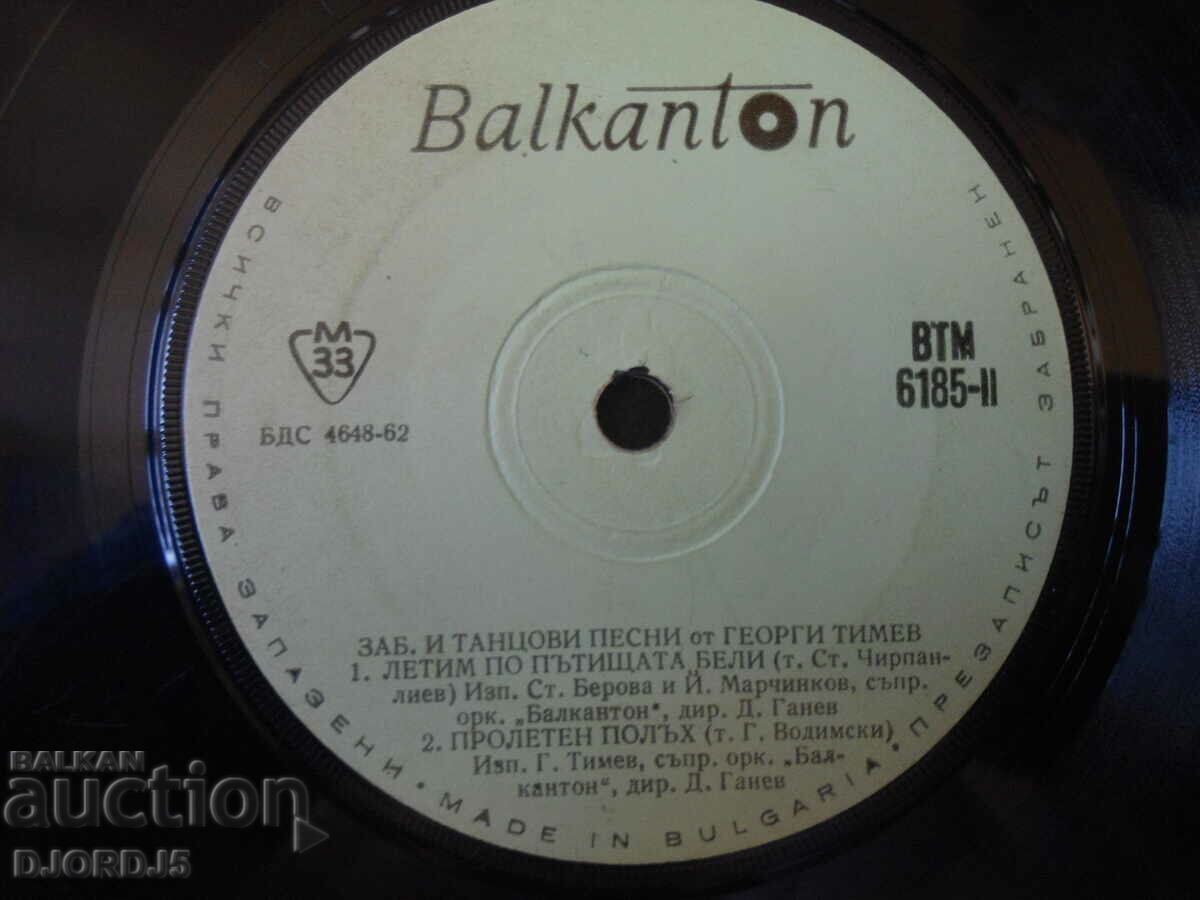 Balkanton
ВСИЧКИ ПРАВА ЗАПАЗЕНИ • MADE IN BULGARIA • ПРЕЗАПИСЪТ ЗАБРАНЕН
М
33
БДС 4648-62
ВТМ
6185-II
ЗАБ. И ТАНЦОВИ ПЕСНИ от ГЕОРГИ ТИМЕВ
1. ЛЕТИМ ПО ПЪТИЩАТА БЕЛИ (т. Ст. Чирпан-
лиев) Изп. Ст. Берова и Й. Марчинков, съпр.
орк. „Балкантон“, дир. Д. Ганев
2. ПРОЛЕТЕН ПОЛЪХ (т. Г. Водимски)
Изп. Г. Тимев, съпр. орк. „Бал-
кантон“, дир. Д. Ганев
BALKAN
auction
DJORDJ5